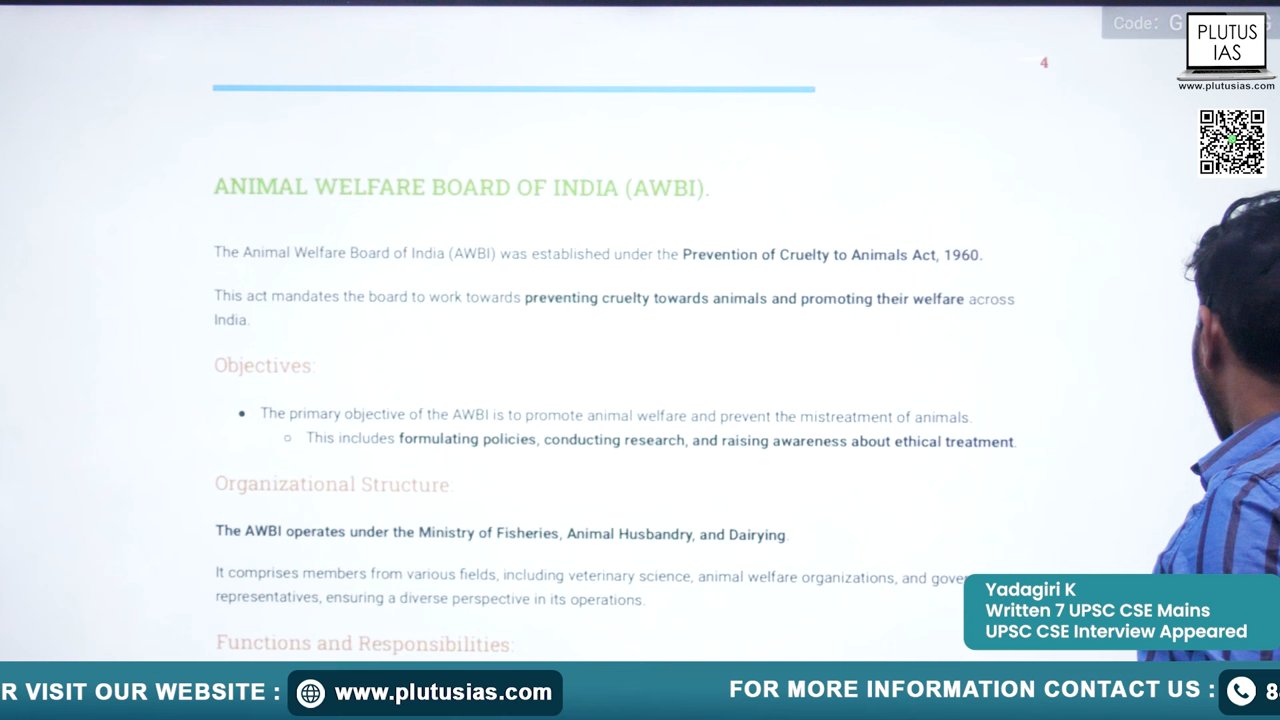 Code: G
PLUTUS
IAS
www.plutusias.com
4
ANIMAL WELFARE BOARD OF INDIA (AWBI).
The Animal Welfare Board of India (AWBI) was established under the Prevention of Cruelty to Animals Act, 1960.
This act mandates the board to work towards preventing cruelty towards animals and promoting their welfare across
India.
Objectives:
The primary objective of the AWBI is to promote animal welfare and prevent the mistreatment of animals.
This includes formulating policies, conducting research, and raising awareness about ethical treatment.
Organizational Structure:
The AWBI operates under the Ministry of Fisheries, Animal Husbandry, and Dairying.
It comprises members from various fields, including veterinary science, animal welfare organizations, and
representatives, ensuring a diverse perspective in its operations.
Functions and Responsibilities:
Yadagiri K
Written 7 UPSC CSE Mains
UPSC CSE Interview Appeared
R VISIT OUR WEBSITE :
www.plutusias.com
FOR MORE INFORMATION CONTACT US :